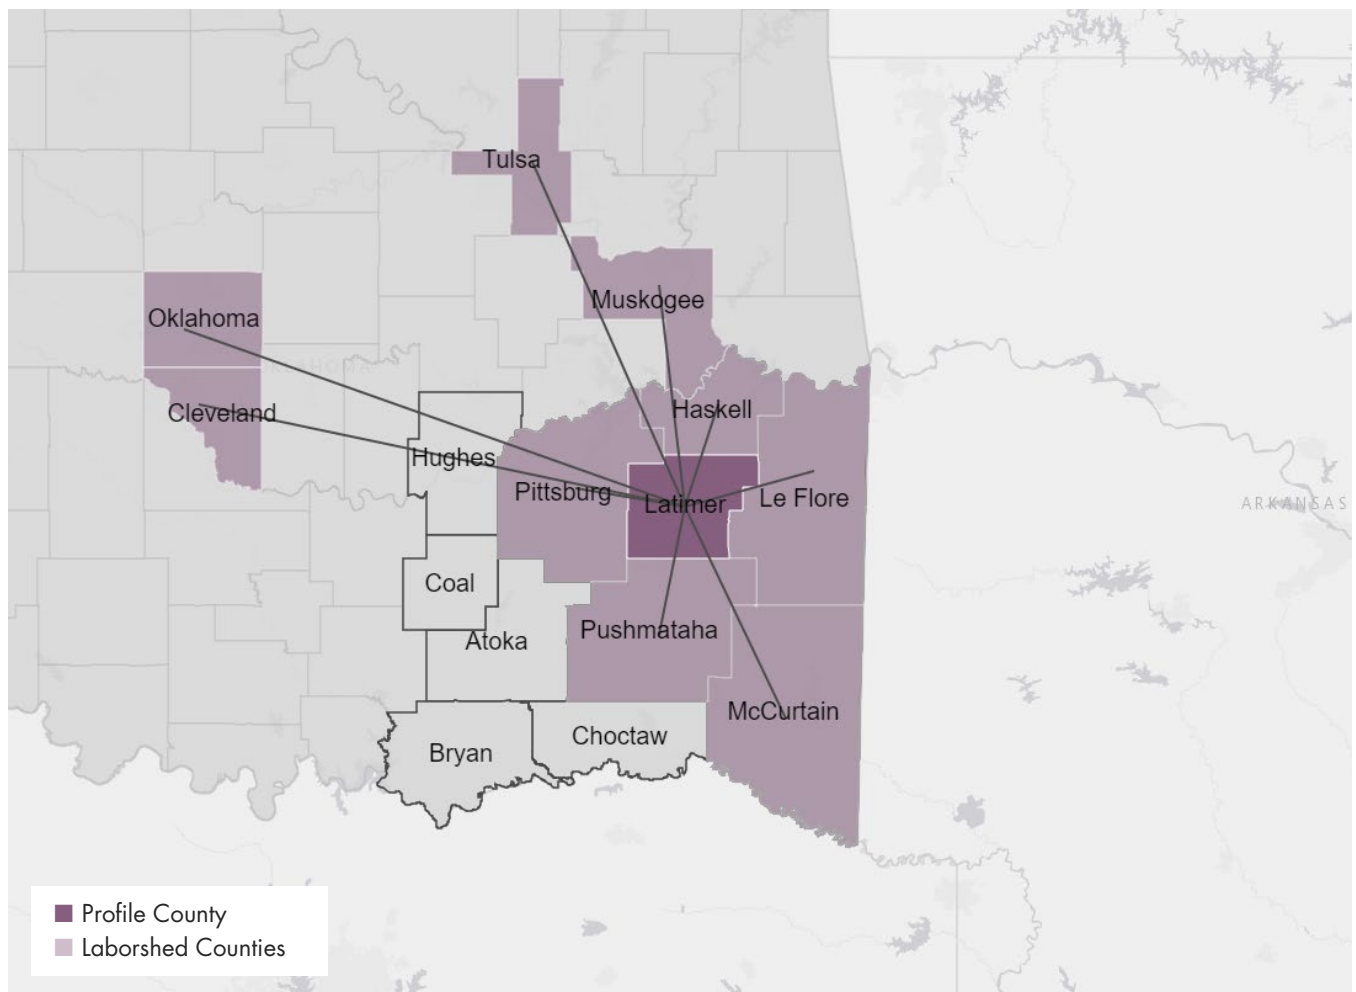 Tulsa
Muskogee
Oklahoma
Cleveland
Haskell
Hughes
Pittsburg
Latimer
Le Flore
ARKANSAS
Coal
Atoka
Pushmataha
McCurtain
Choctaw
Bryan
Profile County
Laborshed Counties